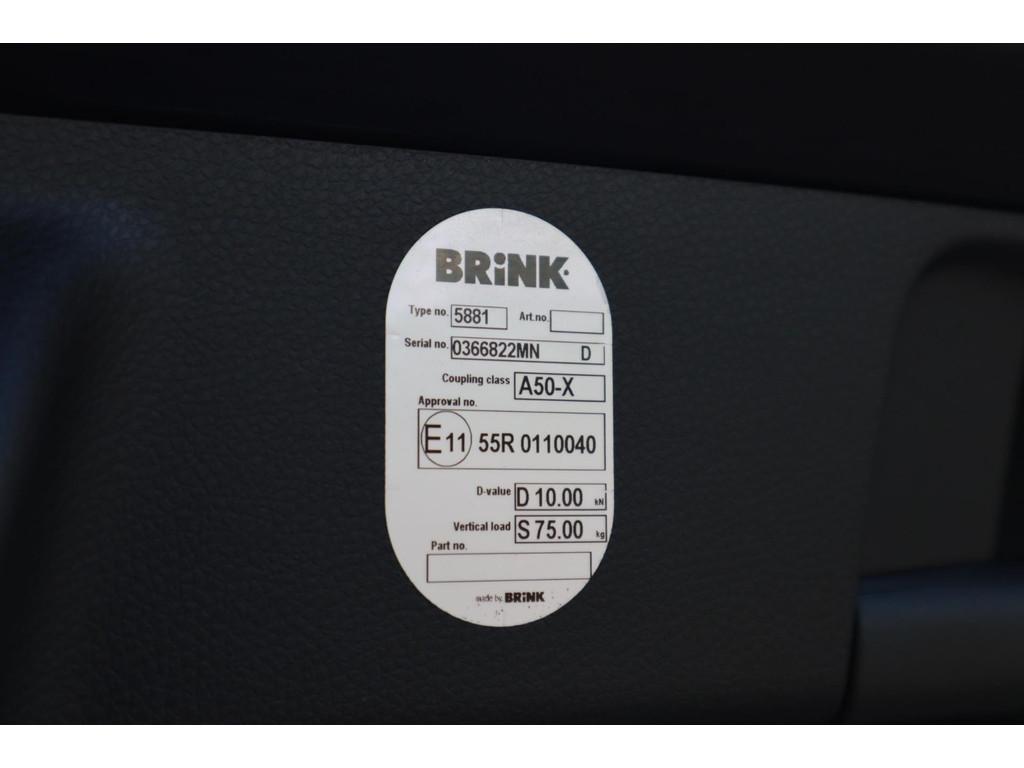 BRiNK
Type no. 5881 Art.no.
Serial no. 0366822MN D
Coupling class A50-X
Approval no.
E11 55R 0110040
D-value D 10.00 kN
Vertical load S 75.00 kg
Part no.
made by BRiNK